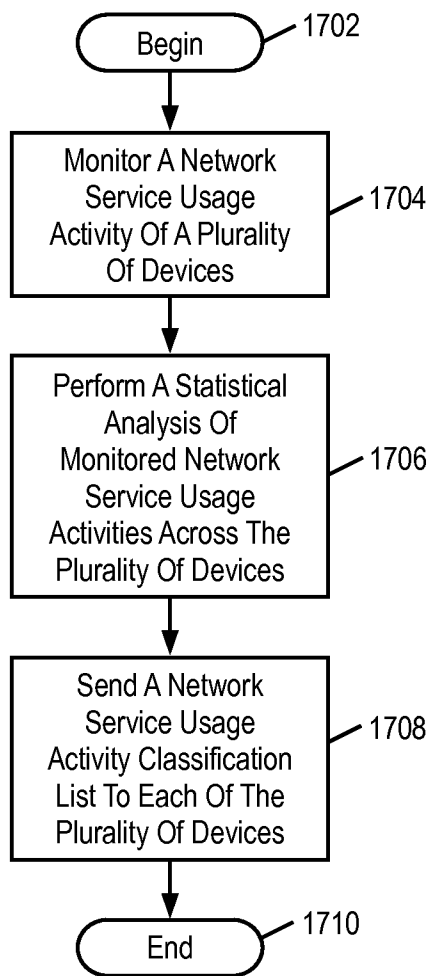 Begin
1702
Monitor A Network
Service Usage
Activity Of A Plurality
Of Devices
1704
Perform A Statistical
Analysis Of
Monitored Network
Service Usage
Activities Across The
Plurality Of Devices
1706
Send A Network
Service Usage
Activity Classification
List To Each Of The
Plurality Of Devices
1708
End
1710